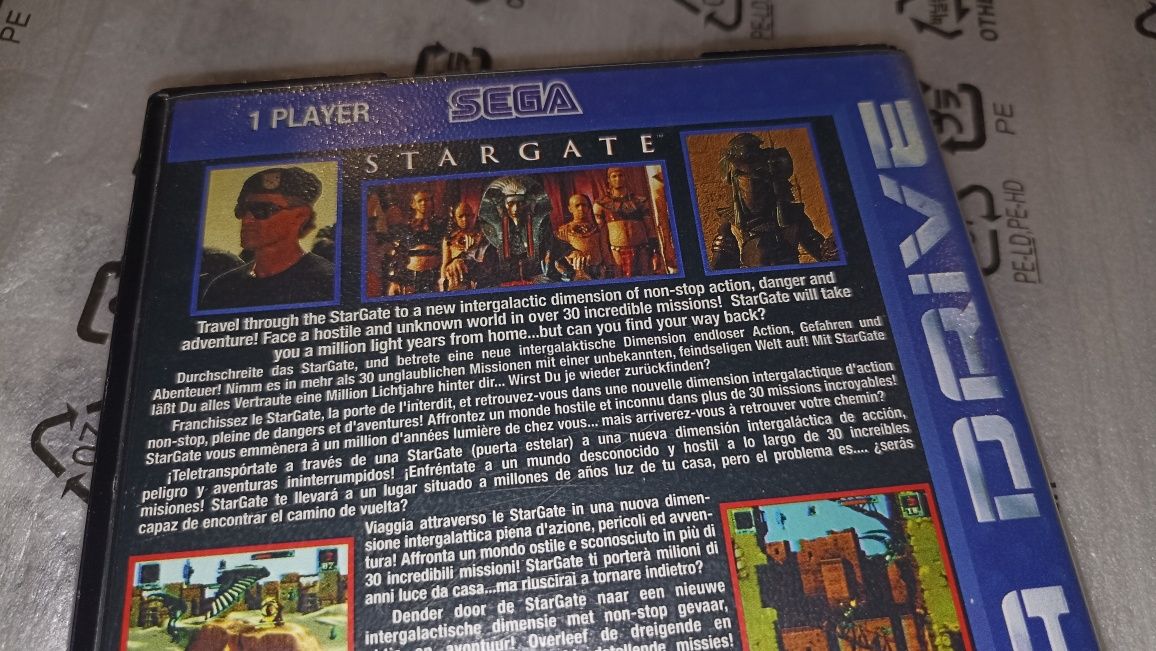 1 PLAYER
SEGA
STARGATE™
Travel through the StarGate to a new intergalactic dimension of non-stop action, danger and
adventure! Face a hostile and unknown world in over 30 incredible missions! StarGate will take
you a million light years from home...but can you find your way back?
Durchschreite das StarGate, und betrete eine neue intergalaktische Dimension endloser Action, Gefahren und
Abenteuer! Nimm es in mehr als 30 unglaublichen Missionen mit einer unbekannten, feindseligen Welt auf! Mit StarGate
läßt Du alles Vertraute eine Million Lichtjahre hinter dir... Wirst Du je wieder zurückfinden?
Franchissez le StarGate, la porte de l'interdit, et retrouvez-vous dans une nouvelle dimension intergalactique d'action
non-stop, pleine de dangers et d'aventures! Affrontez un monde hostile et inconnu dans plus de 30 missions incroyables!
StarGate vous emmènera à un million d'années lumière de chez vous... mais arriverez-vous à retrouver votre chemin?
¡Teletranspórtate a través de una StarGate (puerta estelar) a una nueva dimensión intergaláctica de acción,
peligro y aventuras ininterrumpidos! ¡Enfréntate a un mundo desconocido y hostil a lo largo de 30 increíbles
misiones! StarGate te llevará a un lugar situado a millones de años luz de tu casa, pero el problema es.... ¿serás
capaz de encontrar el camino de vuelta?
Viaggia attraverso le StarGate in una nuova dimen-
sione intergalattica piena d'azione, pericoli ed avven-
tura! Affronta un mondo ostile e sconosciuto in più di
30 incredibili missioni! StarGate ti porterà milioni di
anni luce da casa...ma riuscirai a tornare indietro?
Dender door de StarGate naar een nieuwe
intergalactische dimensie met non-stop gevaar,
en avontuur! Overleef de dreigende en
missies!
DRIVE
PE
PE-LD
OTHE
PE
PE-LD,PE-HD